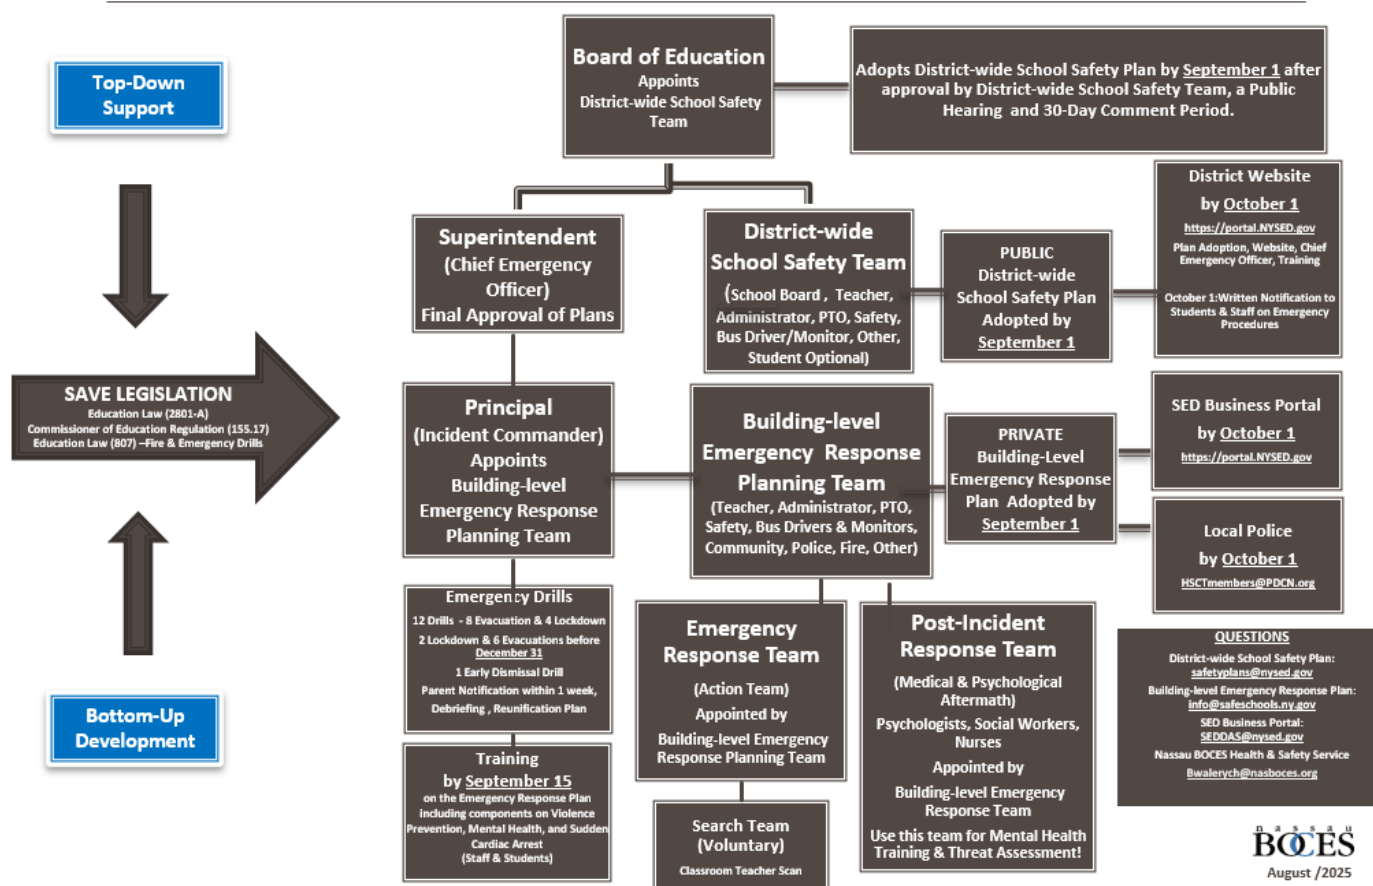 Top-Down
Support
Board of Education
Appoints
District-wide School Safety
Team
Adopts District-wide School Safety Plan by September 1 after
approval by District-wide School Safety Team, a Public
Hearing and 30-Day Comment Period.
District Website
by October 1
https://portal.NYSED.gov
Plan Adoption, Website, Chief
Emergency Officer, Training
October 1:Written Notification to
Students & Staff on Emergency
Procedures
Superintendent
(Chief Emergency
Officer)
Final Approval of Plans
District-wide
School Safety Team
(School Board , Teacher,
Administrator, PTO, Safety,
Bus Driver/Monitor, Other,
Student Optional)
PUBLIC
District-wide
School Safety Plan
Adopted by
September 1
SAVE LEGISLATION
Education Law (2801-A)
Commissioner of Education Regulation (155.17)
Education Law (807) –Fire & Emergency Drills
Principal
(Incident Commander)
Appoints
Building-level
Emergency Response
Planning Team
Building-level
Emergency Response
Planning Team
(Teacher, Administrator, PTO,
Safety, Bus Drivers & Monitors,
Community, Police, Fire, Other)
PRIVATE
Building-Level
Emergency Response
Plan Adopted by
September 1
SED Business Portal
by October 1
https://portal.NYSED.gov
Local Police
by October 1
HSCTmembers@PDCN.org
Emergency Drills
12 Drills - 8 Evacuation & 4 Lockdown
2 Lockdown & 6 Evacuations before
December 31
1 Early Dismissal Drill
Parent Notification within 1 week,
Debriefing , Reunification Plan
Emergency
Response Team
(Action Team)
Appointed by
Building-level Emergency
Response Planning Team
Post-Incident
Response Team
(Medical & Psychological
Aftermath)
Psychologists, Social Workers,
Nurses
Appointed by
Building-level Emergency
Response Team
Use this team for Mental Health
Training & Threat Assessment!
QUESTIONS
District-wide School Safety Plan:
safetyplans@nysed.gov
Building-level Emergency Response Plan:
info@safeschools.ny.gov
SED Business Portal:
SEDDAS@nysed.gov
Nassau BOCES Health & Safety Service
Bwalerych@nasboces.org
Bottom-Up
Development
Training
by September 15
on the Emergency Response Plan
including components on Violence
Prevention, Mental Health, and Sudden
Cardiac Arrest
(Staff & Students)
Search Team
(Voluntary)
Classroom Teacher Scan
nassau
BOCES
August /2025